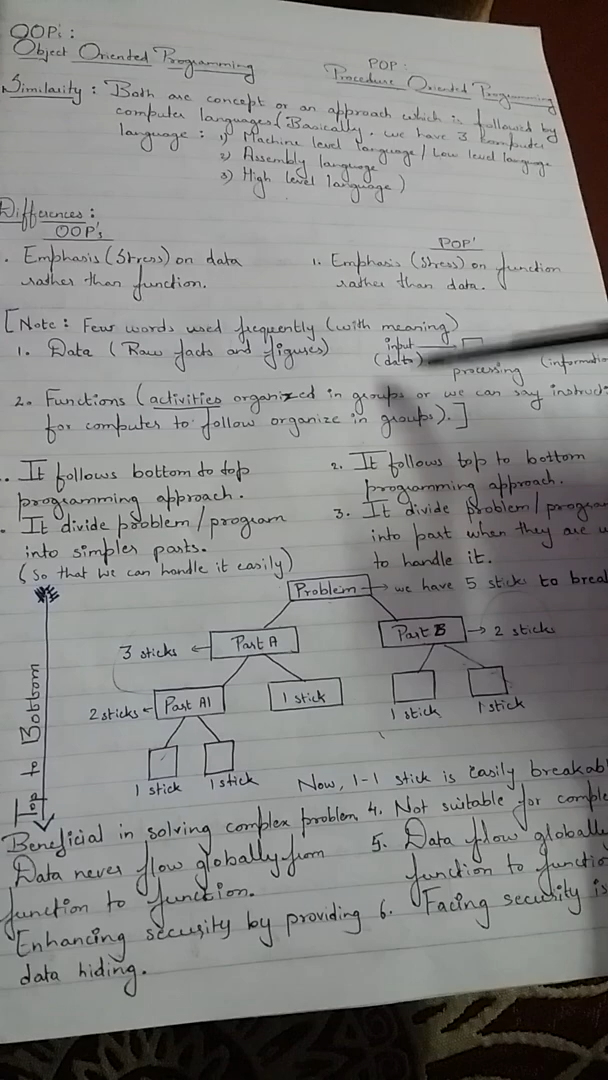 OOPi :
Object Oriented Programming
POP :
Procedure Oriented Programming
Similarity : Both are concept or an approach which is followed by
computer languages (Basically, we have 3 computer
language : 1) Machine level language / Low level language
2) Assembly language
3) High level language )
Differences :
OOP's
POP'
. Emphasis (Stress) on data
rather than function.
1. Emphasis (Stress) on function
rather than data.
[Note : Few words used frequently (with meaning)
1. Data (Raw facts and figures)
input
(data)
processing
2. Functions (activities organized in groups or we can say
for computer to follow organize in groups). ]
. It follows bottom to top
programming approach.
2. It follows top to bottom
programming approach.
. It divide problem / program
into simpler parts.
(So that we can handle it easily)
3. It divide problem /
into part when they are
to handle it.
Problem → we have 5 sticks to
3 sticks ← Part A
Part B → 2 sticks
2 sticks ← Part A1
1 stick
1 stick
1 stick
1 stick
1 stick
Top to Bottom
Now, 1-1 stick is easily
Beneficial in solving complex problem
4. Not suitable for
Data never flow globally from
function to function.
5. Data flow globally
function to
Enhancing security by providing
data hiding.
6. Facing security